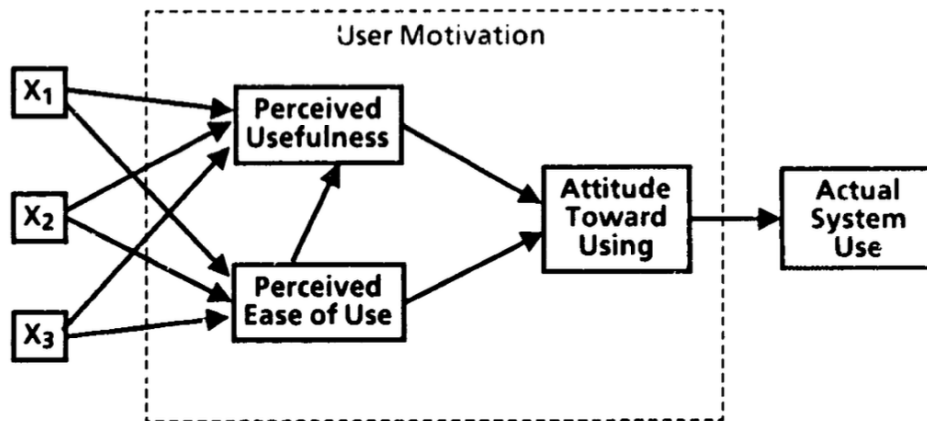 User Motivation
X1
Perceived
Usefulness
X2
Attitude
Toward
Using
Actual
System
Use
Perceived
Ease of Use
X3